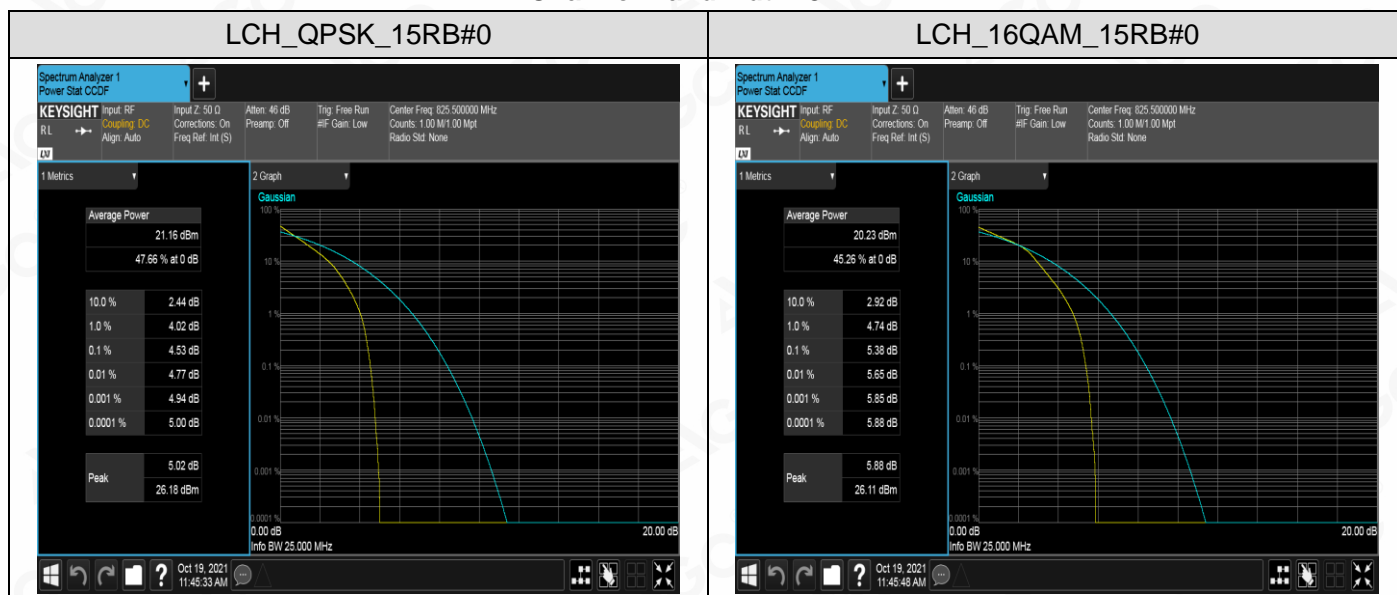 LCH_QPSK_15RB#0
LCH_16QAM_15RB#0
Spectrum Analyzer 1
Power Stat CCDF
+
KEYSIGHT
RL
LXI
Input: RF
Coupling: DC
Align: Auto
Input Z: 50 Ω
Corrections: On
Freq Ref: Int (S)
Atten: 46 dB
Preamp: Off
Trig: Free Run
#IF Gain: Low
Center Freq: 825.500000 MHz
Counts: 1.00 M/1.00 Mpt
Radio Std: None
1 Metrics
Average Power
21.16 dBm
47.66 % at 0 dB
10.0 % 2.44 dB
1.0 % 4.02 dB
0.1 % 4.53 dB
0.01 % 4.77 dB
0.001 % 4.94 dB
0.0001 % 5.00 dB
Peak
5.02 dB
26.18 dBm
2 Graph
Gaussian
100 %
10 %
1 %
0.1 %
0.01 %
0.001 %
0.0001 %
0.00 dB 20.00 dB
Info BW 25.000 MHz
?
Oct 19, 2021
11:45:33 AM
Spectrum Analyzer 1
Power Stat CCDF
+
KEYSIGHT
RL
LXI
Input: RF
Coupling: DC
Align: Auto
Input Z: 50 Ω
Corrections: On
Freq Ref: Int (S)
Atten: 46 dB
Preamp: Off
Trig: Free Run
#IF Gain: Low
Center Freq: 825.500000 MHz
Counts: 1.00 M/1.00 Mpt
Radio Std: None
1 Metrics
Average Power
20.23 dBm
45.26 % at 0 dB
10.0 % 2.92 dB
1.0 % 4.74 dB
0.1 % 5.38 dB
0.01 % 5.65 dB
0.001 % 5.85 dB
0.0001 % 5.88 dB
Peak
5.88 dB
26.11 dBm
2 Graph
Gaussian
100 %
10 %
1 %
0.1 %
0.01 %
0.001 %
0.0001 %
0.00 dB 20.00 dB
Info BW 25.000 MHz
?
Oct 19, 2021
11:45:48 AM